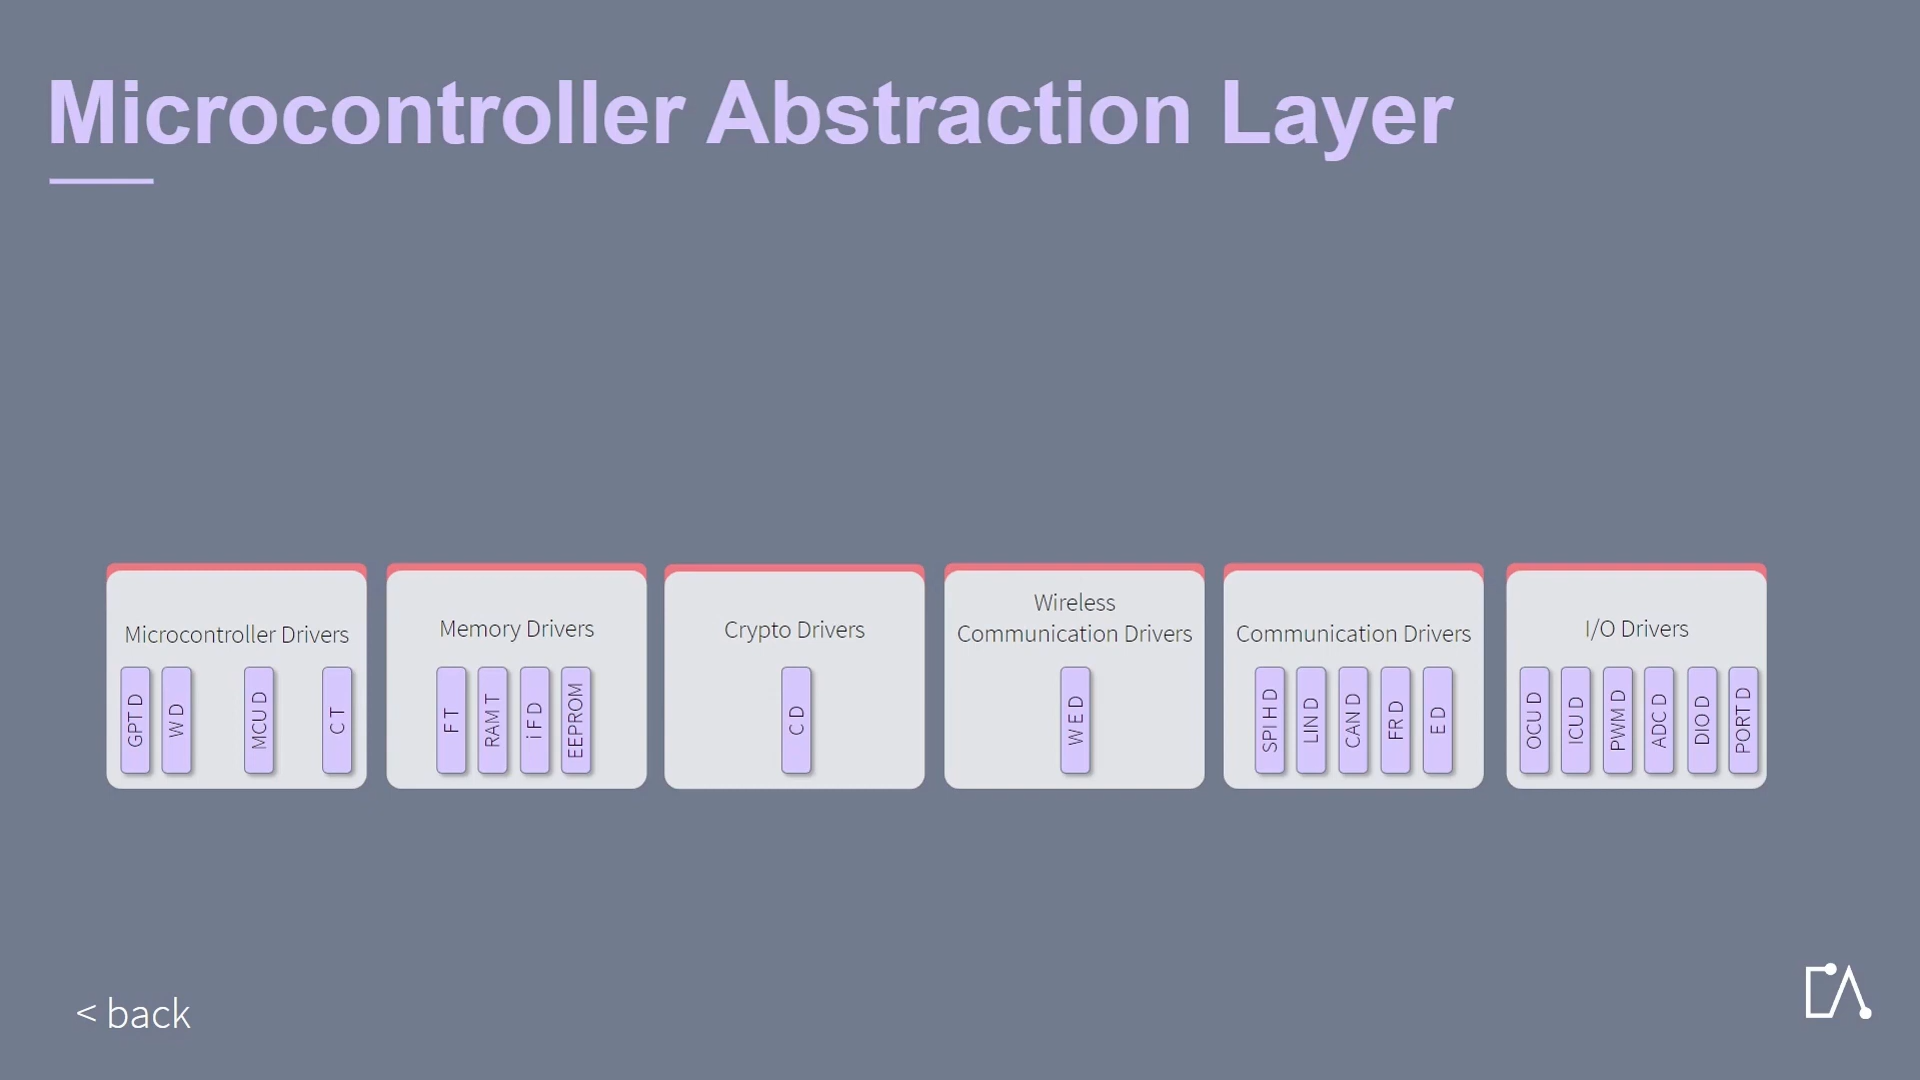 Microcontroller Abstraction Layer
Microcontroller Drivers
GPT D
W D
MCU D
C T
Memory Drivers
F T
RAM T
i F D
EEPROM
Crypto Drivers
C D
Wireless
Communication Drivers
W E D
Communication Drivers
SPI H D
LIN D
CAN D
FR D
E D
I/O Drivers
OCU D
ICU D
PWM D
ADC D
DIO D
PORT D
< back